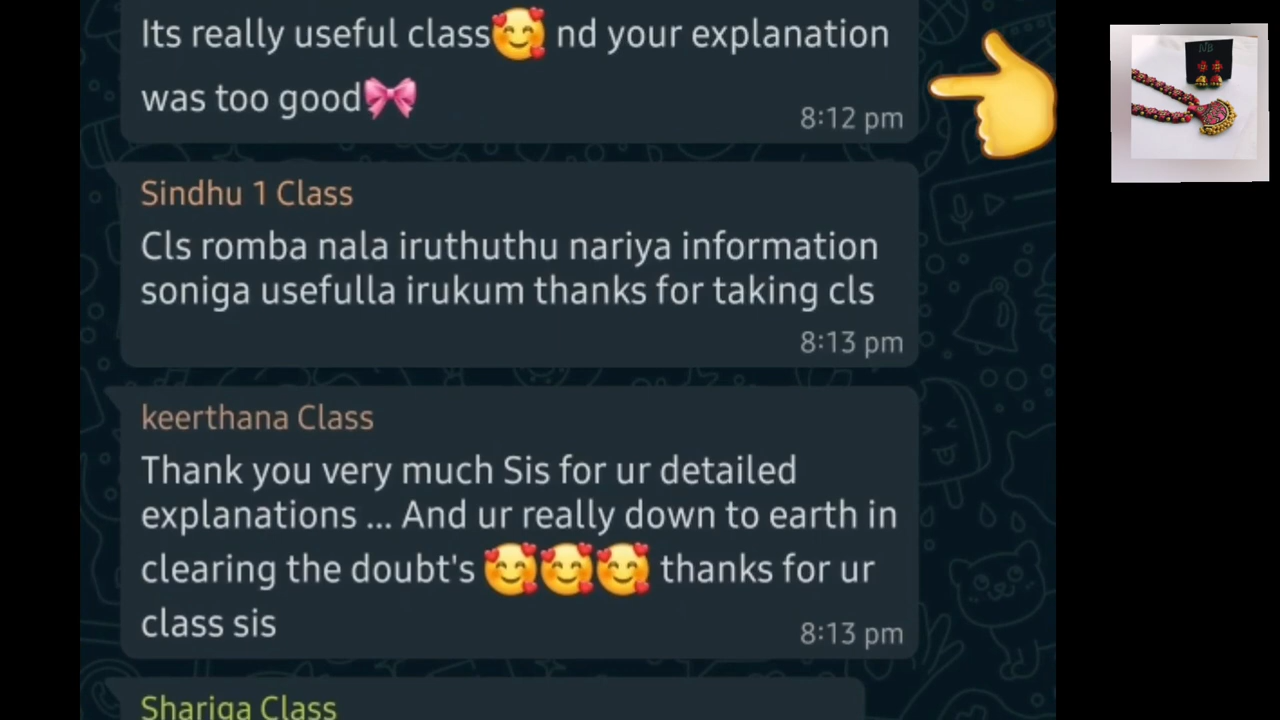 Its really useful class🥰 nd your explanation
was too good🎀
8:12 pm
Sindhu 1 Class
Cls romba nala iruthuthu nariya information
soniga usefulla irukum thanks for taking cls
8:13 pm
keerthana Class
Thank you very much Sis for ur detailed
explanations ... And ur really down to earth in
clearing the doubt's 🥰🥰🥰 thanks for ur
class sis
8:13 pm
Shariga Class